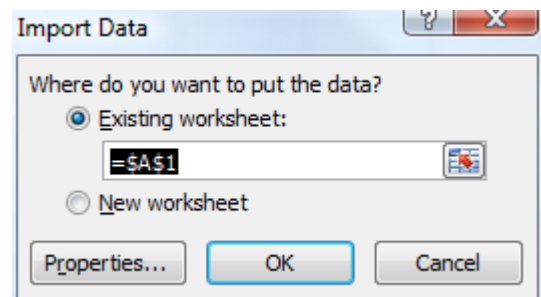 Import Data
Where do you want to put the data?
Existing worksheet:
=$A$1
New worksheet
Properties... OK Cancel